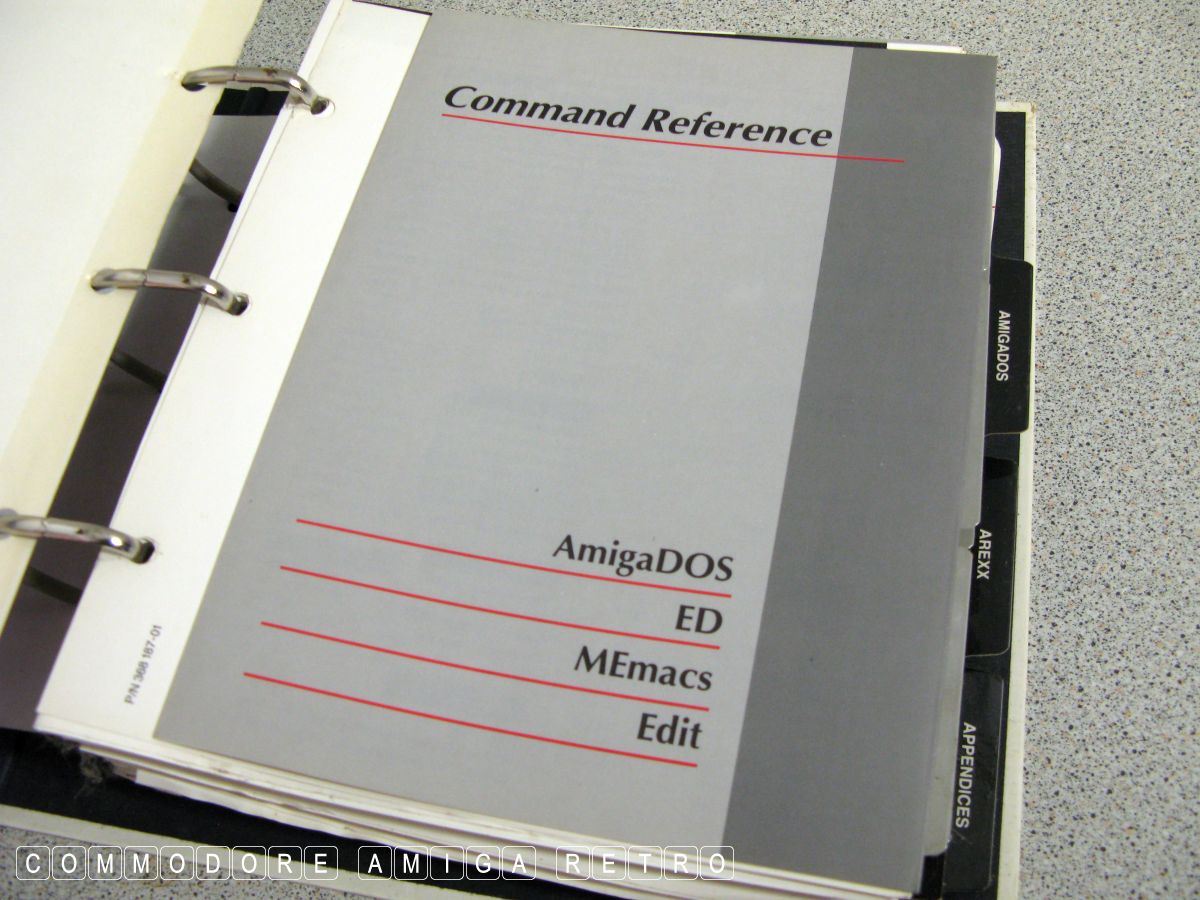 Command Reference
AmigaDOS
ED
MEmacs
Edit
P/N 368 187-01
AMIGADOS
AREXX
APPENDICES
COMMODORE AMIGA RETRO